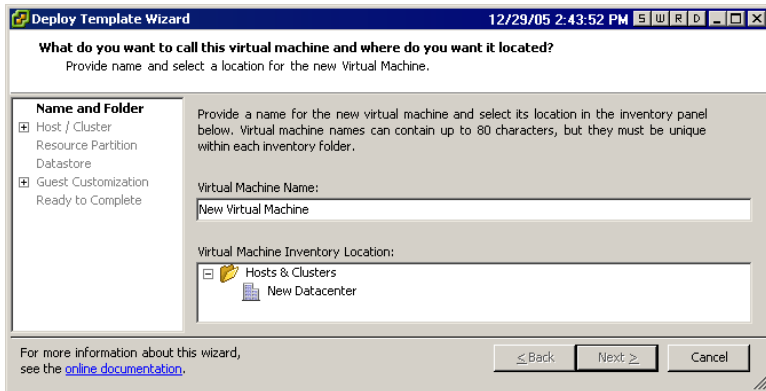 Deploy Template Wizard 12/29/05 2:43:52 PM S W R D
What do you want to call this virtual machine and where do you want it located?
Provide name and select a location for the new Virtual Machine.
Name and Folder
Host / Cluster
Resource Partition
Datastore
Guest Customization
Ready to Complete
Provide a name for the new virtual machine and select its location in the inventory panel
below. Virtual machine names can contain up to 80 characters, but they must be unique
within each inventory folder.
Virtual Machine Name:
New Virtual Machine
Virtual Machine Inventory Location:
Hosts & Clusters
New Datacenter
For more information about this wizard,
see the online documentation.
≤ Back Next ≥ Cancel